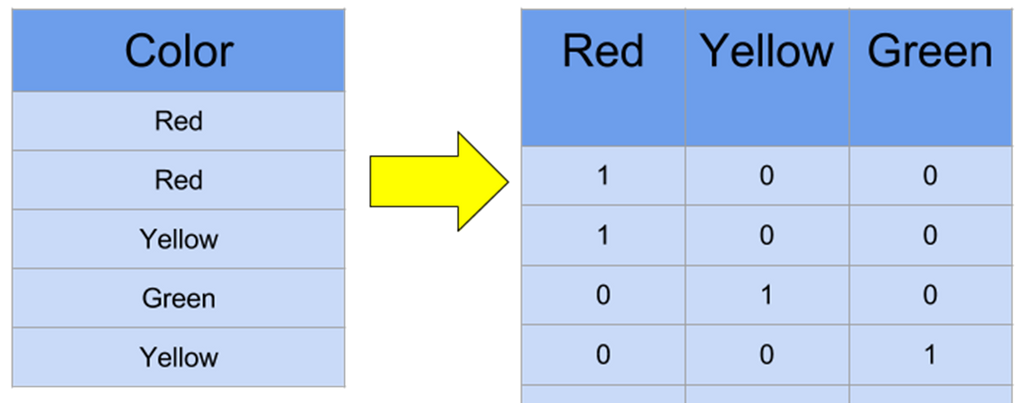 Color
Red
Red
Yellow
Green
Yellow
Red Yellow Green
1 0 0
1 0 0
0 1 0
0 0 1